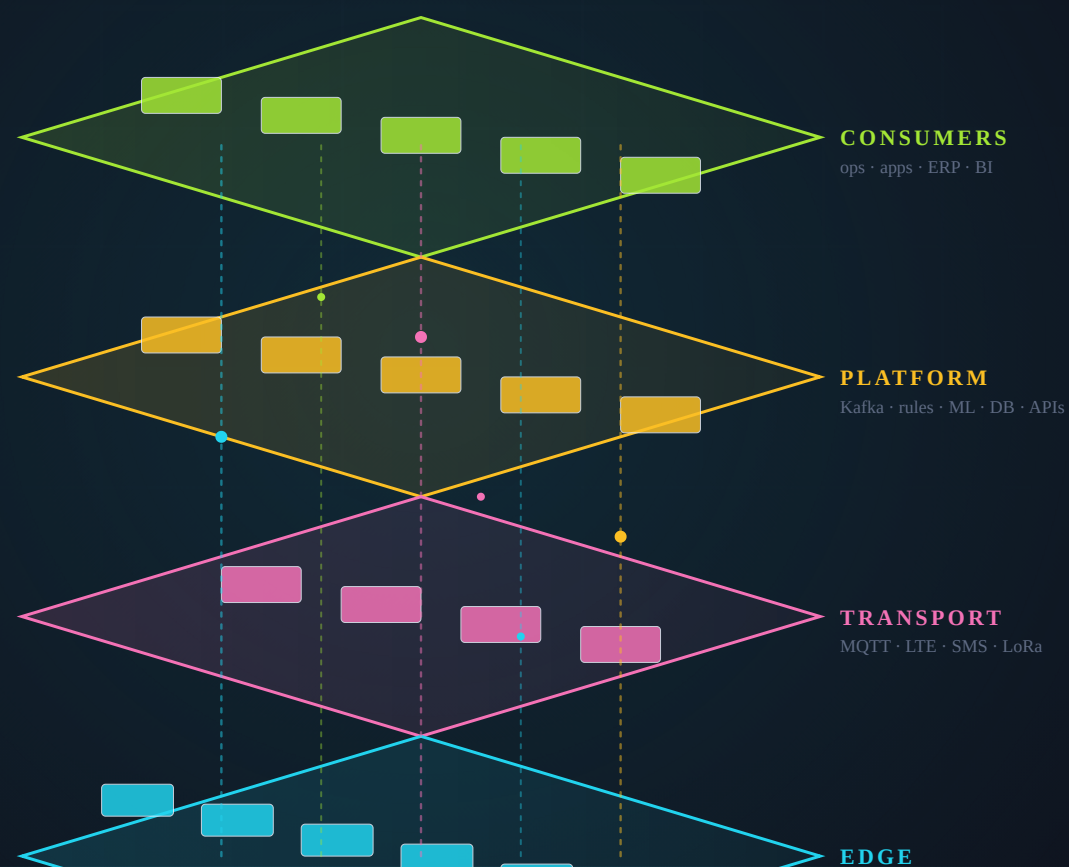 CONSUMERS
ops · apps · ERP · BI
PLATFORM
Kafka · rules · ML · DB · APIs
TRANSPORT
MQTT · LTE · SMS · LoRa
EDGE